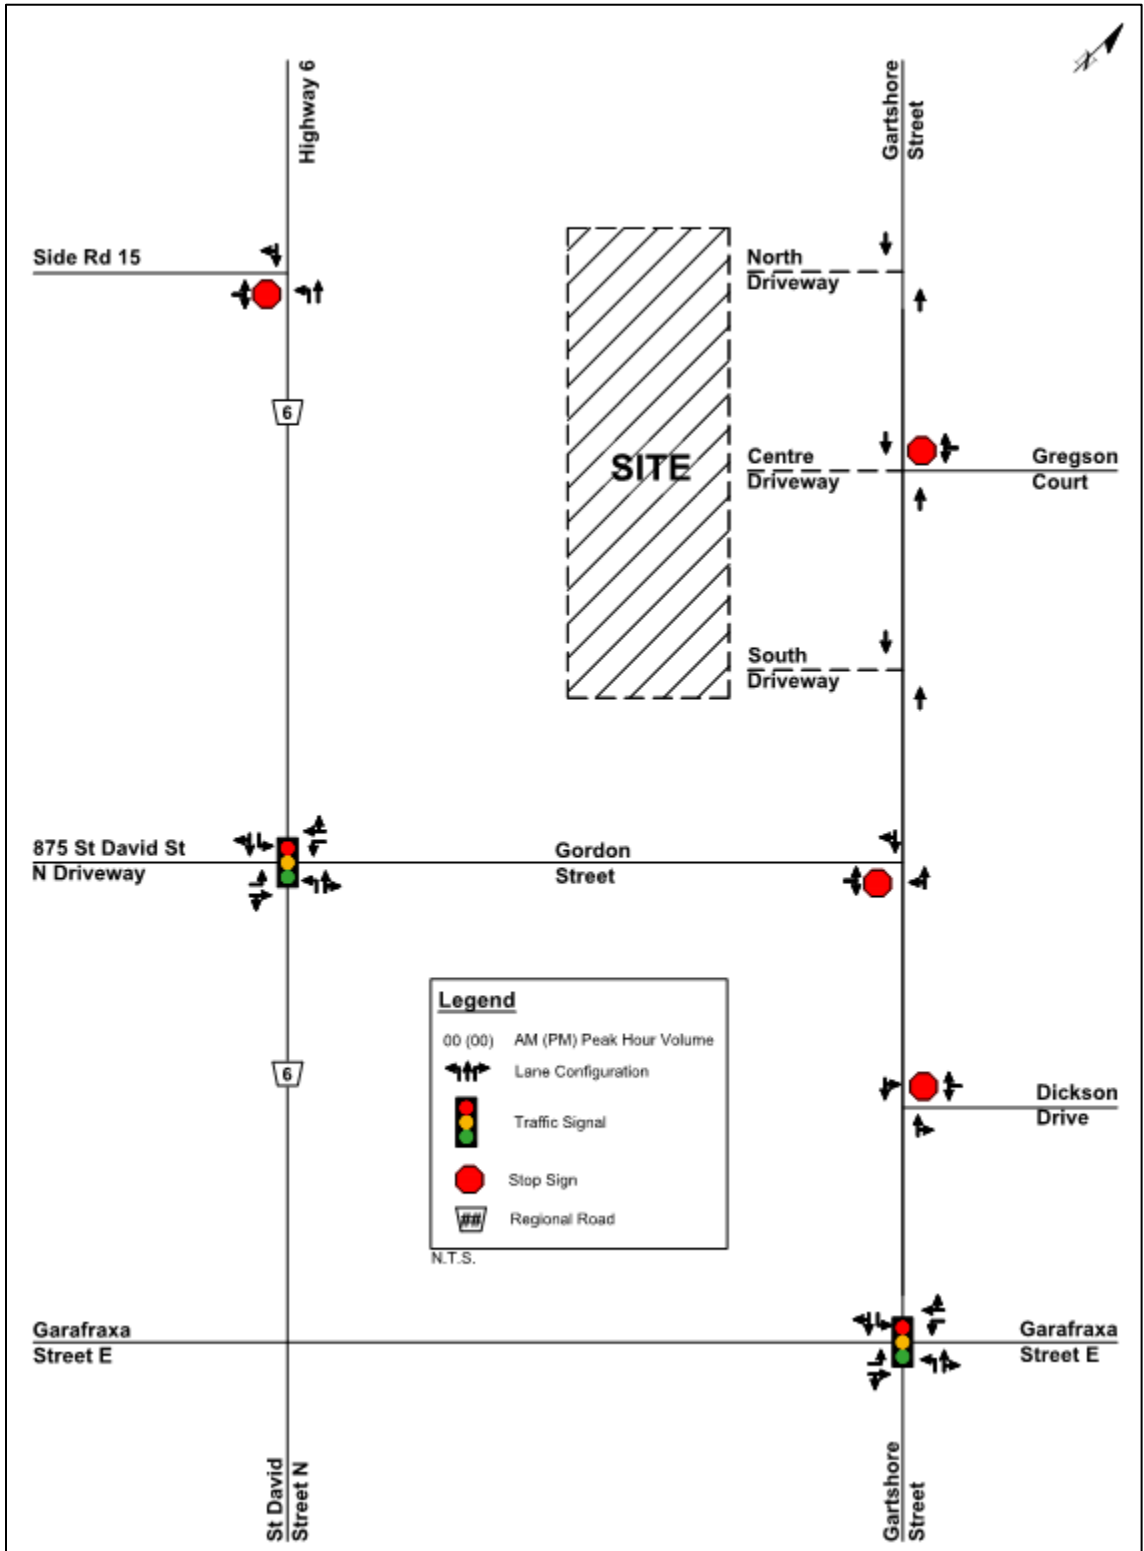 N
Highway 6
Gartshore
Street
Side Rd 15
North
Driveway
6
SITE
Centre
Driveway
Gregson
Court
South
Driveway
875 St David St
N Driveway
Gordon
Street
Legend
00 (00) AM (PM) Peak Hour Volume
Lane Configuration
Traffic Signal
Stop Sign
## Regional Road
N.T.S.
6
Dickson
Drive
Garafraxa
Street E
Garafraxa
Street E
St David
Street N
Gartshore
Street